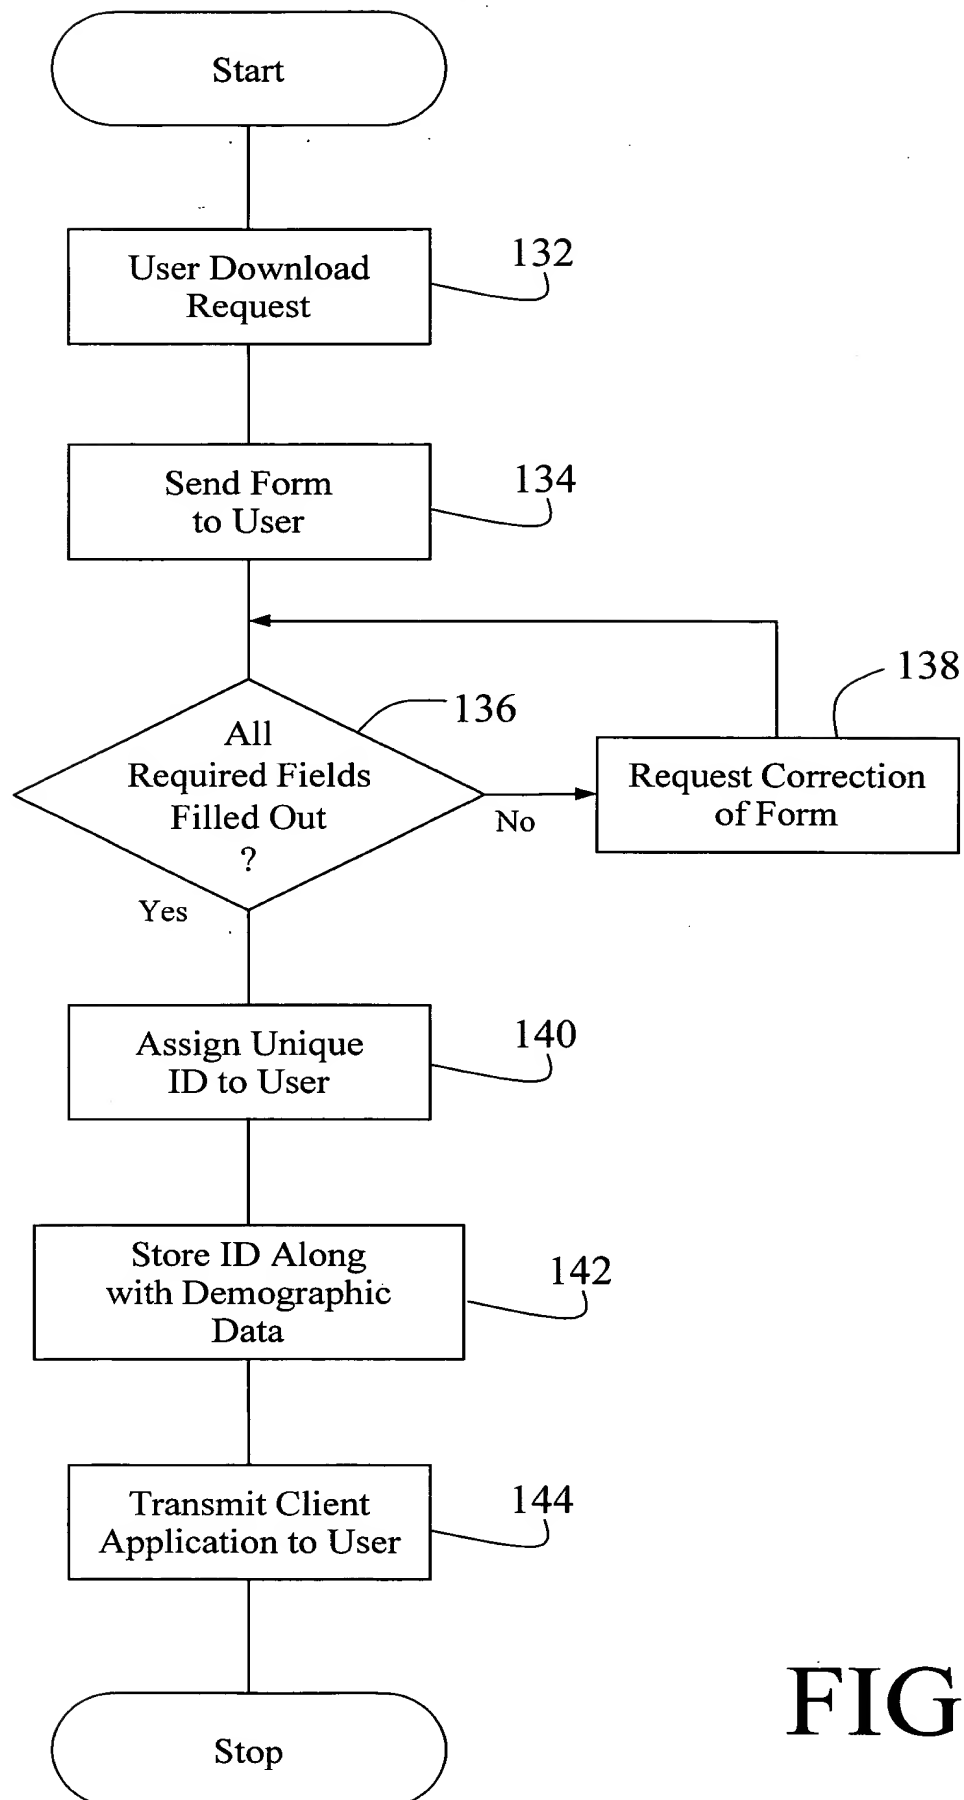 Start
132
User Download
Request
134
Send Form
to User
136
138
All
Required Fields
Filled Out
?
No
Request Correction
of Form
Yes
140
Assign Unique
ID to User
142
Store ID Along
with Demographic
Data
144
Transmit Client
Application to User
FIG
Stop